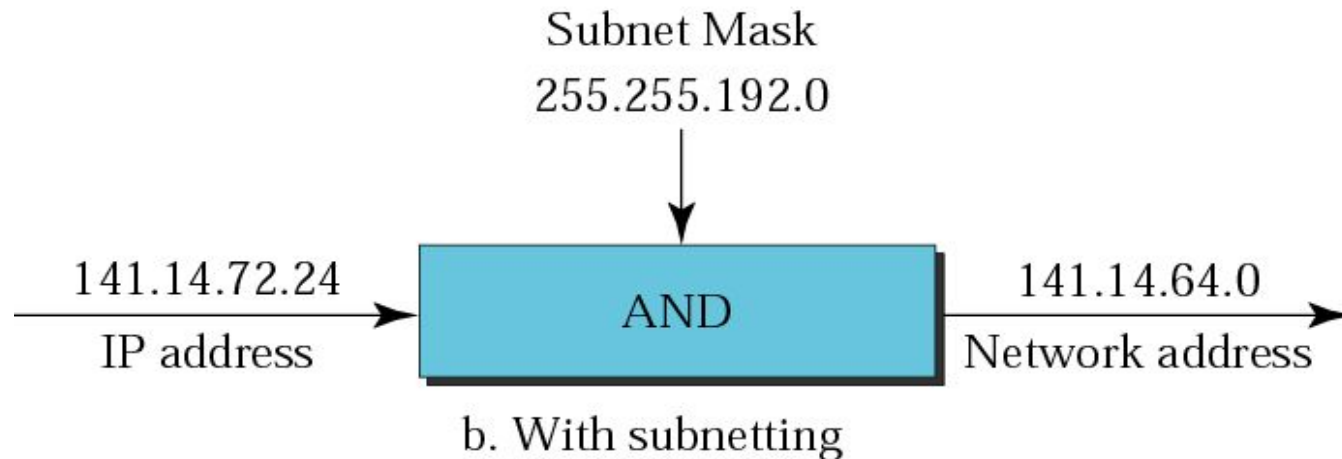 Subnet Mask
255.255.192.0
141.14.72.24
IP address
AND
141.14.64.0
Network address
b. With subnetting